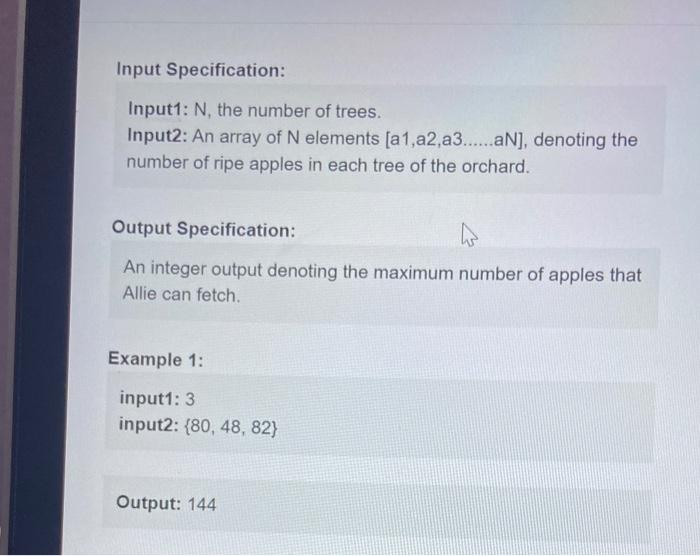 Input Specification:
Input1: N, the number of trees.
Input2: An array of N elements [a1,a2,a3......aN], denoting the
number of ripe apples in each tree of the orchard.
Output Specification:
An integer output denoting the maximum number of apples that
Allie can fetch.
Example 1:
input1: 3
input2: {80, 48, 82}
Output: 144